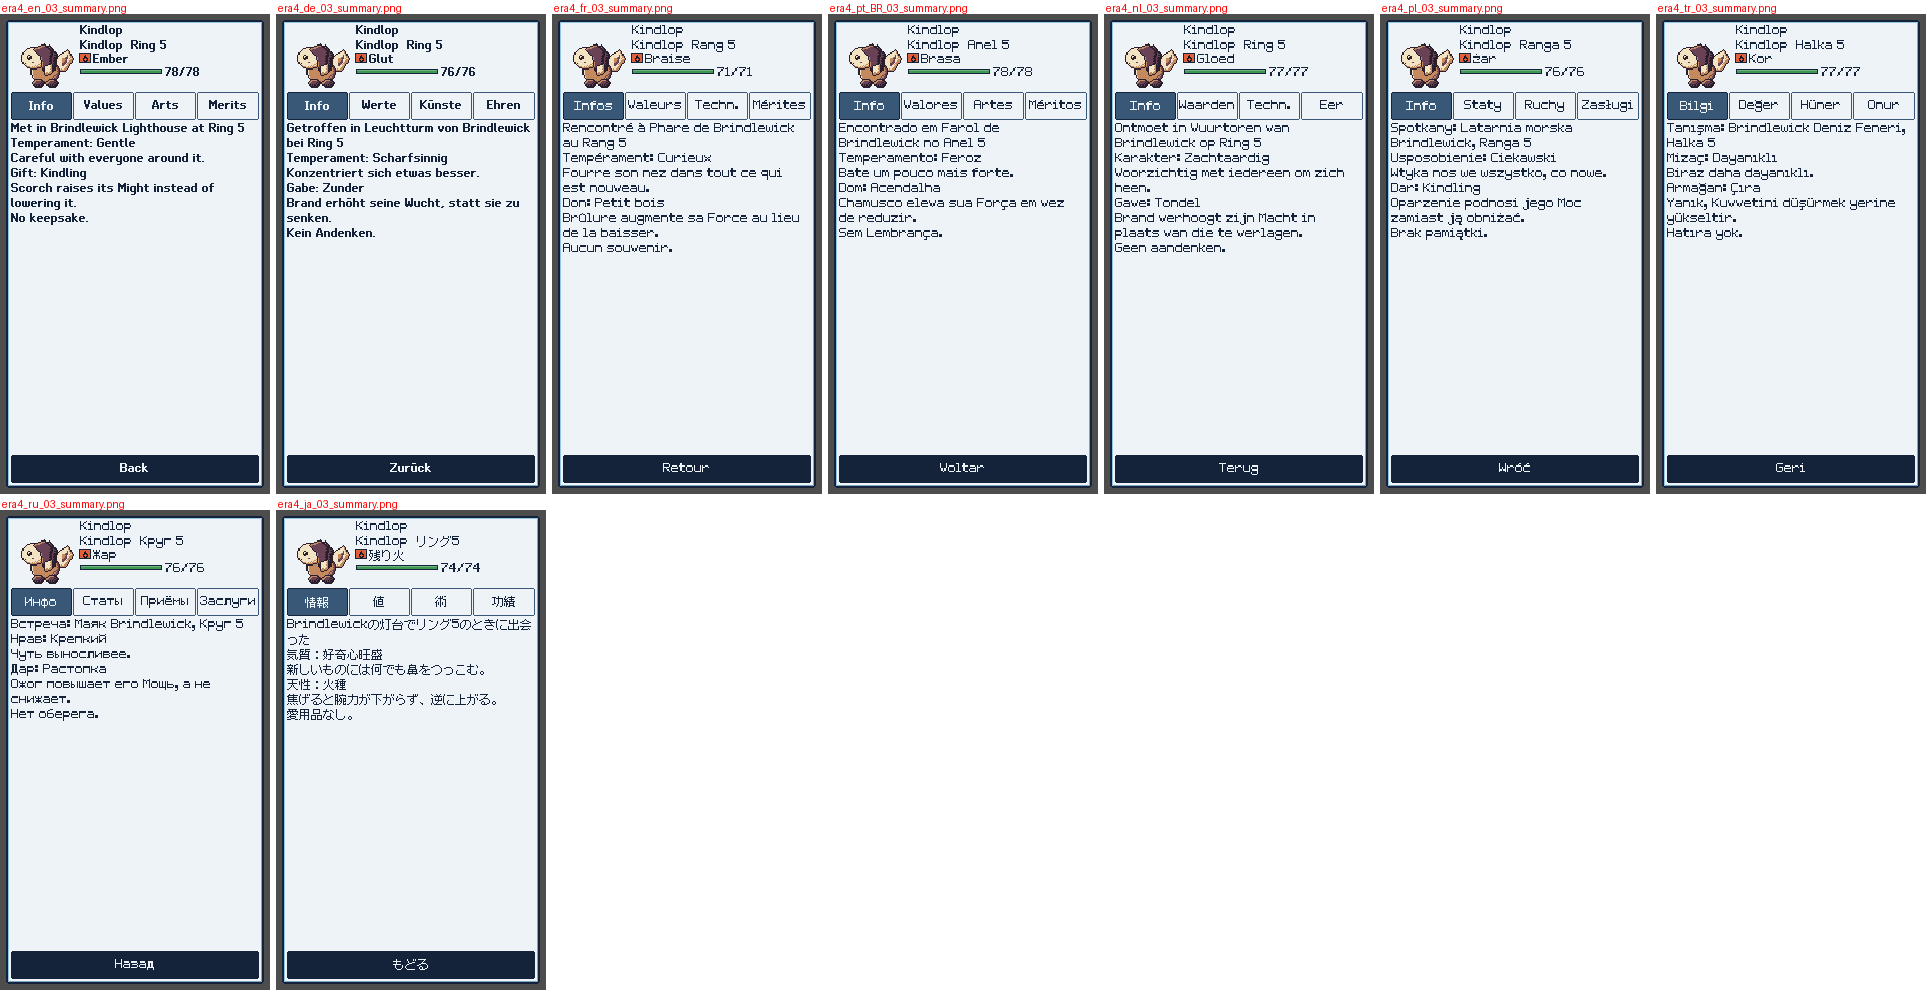 era4_en_03_summary.png
Kindlop
Kindlop Ring 5
Ember
78/78
Info Values Arts Merits
Met in Brindlewick Lighthouse at Ring 5
Temperament: Gentle
Careful with everyone around it.
Gift: Kindling
Scorch raises its Might instead of
lowering it.
No keepsake.
Back
era4_de_03_summary.png
Kindlop
Kindlop Ring 5
Glut
76/76
Info Werte Künste Ehren
Getroffen in Leuchtturm von Brindlewick
bei Ring 5
Temperament: Scharfsinnig
Konzentriert sich etwas besser.
Gabe: Zunder
Brand erhöht seine Wucht, statt sie zu
senken.
Kein Andenken.
Zurück
era4_fr_03_summary.png
Kindlop
Kindlop Rang 5
Braise
71/71
Infos Valeurs Techn. Mérites
Rencontré à Phare de Brindlewick
au Rang 5
Tempérament: Curieux
Fourre son nez dans tout ce qui
est nouveau.
Don: Petit bois
Brûlure augmente sa Force au lieu
de la baisser.
Aucun souvenir.
Retour
era4_pt_BR_03_summary.png
Kindlop
Kindlop Anel 5
Brasa
78/78
Info Valores Artes Méritos
Encontrado em Farol de
Brindlewick no Anel 5
Temperamento: Feroz
Bate um pouco mais forte.
Dom: Acendalha
Chamusco eleva sua Força em vez
de reduzir.
Sem Lembrança.
Voltar
era4_nl_03_summary.png
Kindlop
Kindlop Ring 5
Gloed
77/77
Info Waarden Techn. Eer
Ontmoet in Vuurtoren van
Brindlewick op Ring 5
Karakter: Zachtaardig
Voorzichtig met iedereen om zich
heen.
Gave: Tondel
Brand verhoogt zijn Macht in
plaats van die te verlagen.
Geen aandenken.
Terug
era4_pl_03_summary.png
Kindlop
Kindlop Ranga 5
Żar
76/76
Info Staty Ruchy Zasługi
Spotkany: Latarnia morska
Brindlewick, Ranga 5
Usposobienie: Ciekawski
Wtyka nos we wszystko, co nowe.
Dar: Kindling
Oparzenie podnosi jego Moc
zamiast ją obniżać.
Brak pamiątki.
Wróć
era4_tr_03_summary.png
Kindlop
Kindlop Halka 5
Kor
77/77
Bilgi Değer Hüner Onur
Tanışma: Brindlewick Deniz Feneri,
Halka 5
Mizaç: Dayanıklı
Biraz daha dayanıklı.
Armağan: Çıra
Yanık, Kuvvetini düşürmek yerine
yükseltir.
Hatıra yok.
Geri
era4_ru_03_summary.png
Kindlop
Kindlop Круг 5
Жар
76/76
Инфо Статы Приёмы Заслуги
Встреча: Маяк Brindlewick, Круг 5
Нрав: Крепкий
Чуть выносливее.
Дар: Растопка
Ожог повышает его Мощь, а не
снижает.
Нет оберега.
Назад
era4_ja_03_summary.png
Kindlop
Kindlop リング5
残り火
74/74
情報 値 術 功績
Brindlewickの灯台でリング5のときに出会
った
気質：好奇心旺盛
新しいものには何でも鼻をつっこむ。
天性：火種
焦げると腕力が下がらず、逆に上がる。
愛用品なし。
もどる